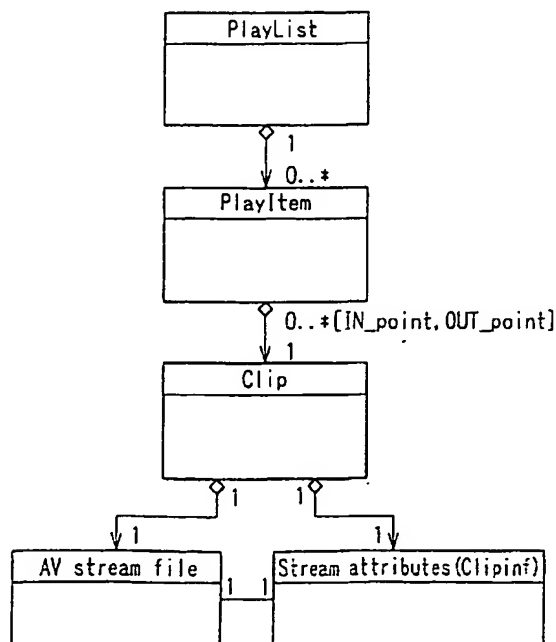 PlayList
1
0..*
PlayItem
0..*[IN_point, OUT_point]
1
Clip
1 1
1 1
AV stream file Stream attributes(Clipinf)
1 1